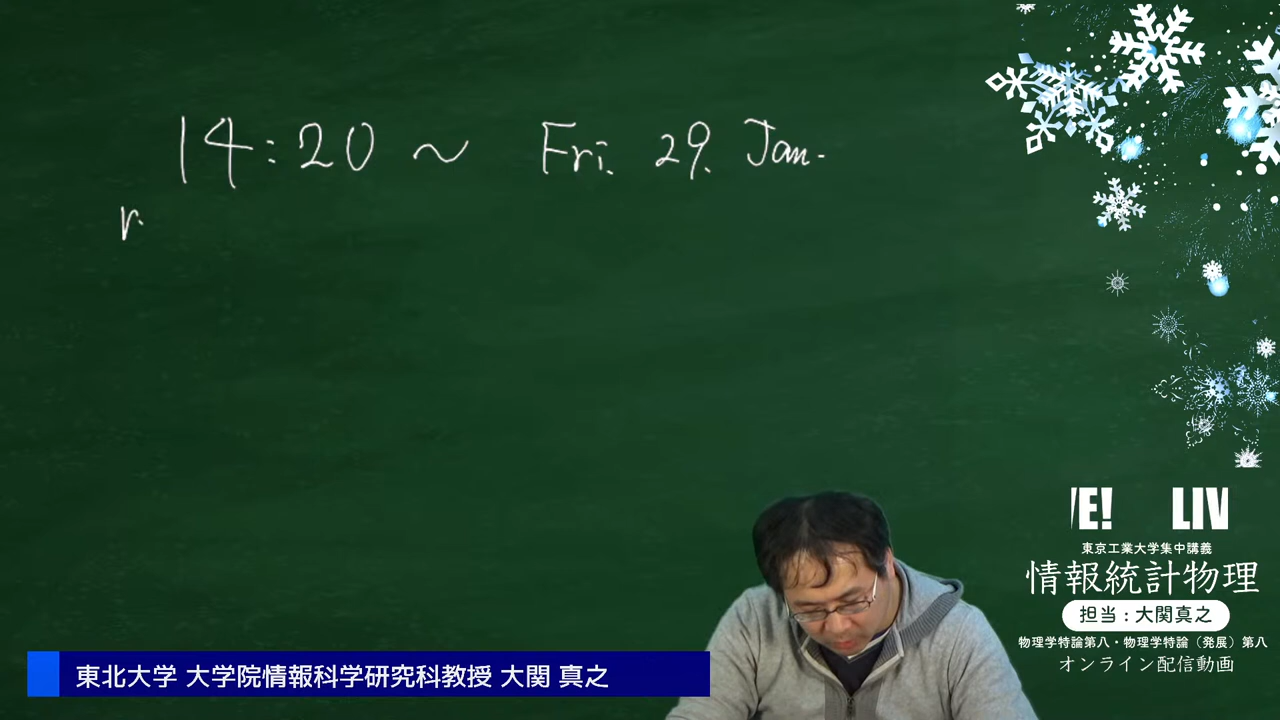 14:20 ~ Fri. 29. Jan.
r.
VE! LIV
東京工業大学集中講義
情報統計物理
担当：大関真之
物理学特論第八・物理学特論（発展）第八
オンライン配信動画
東北大学 大学院情報科学研究科教授 大関 真之